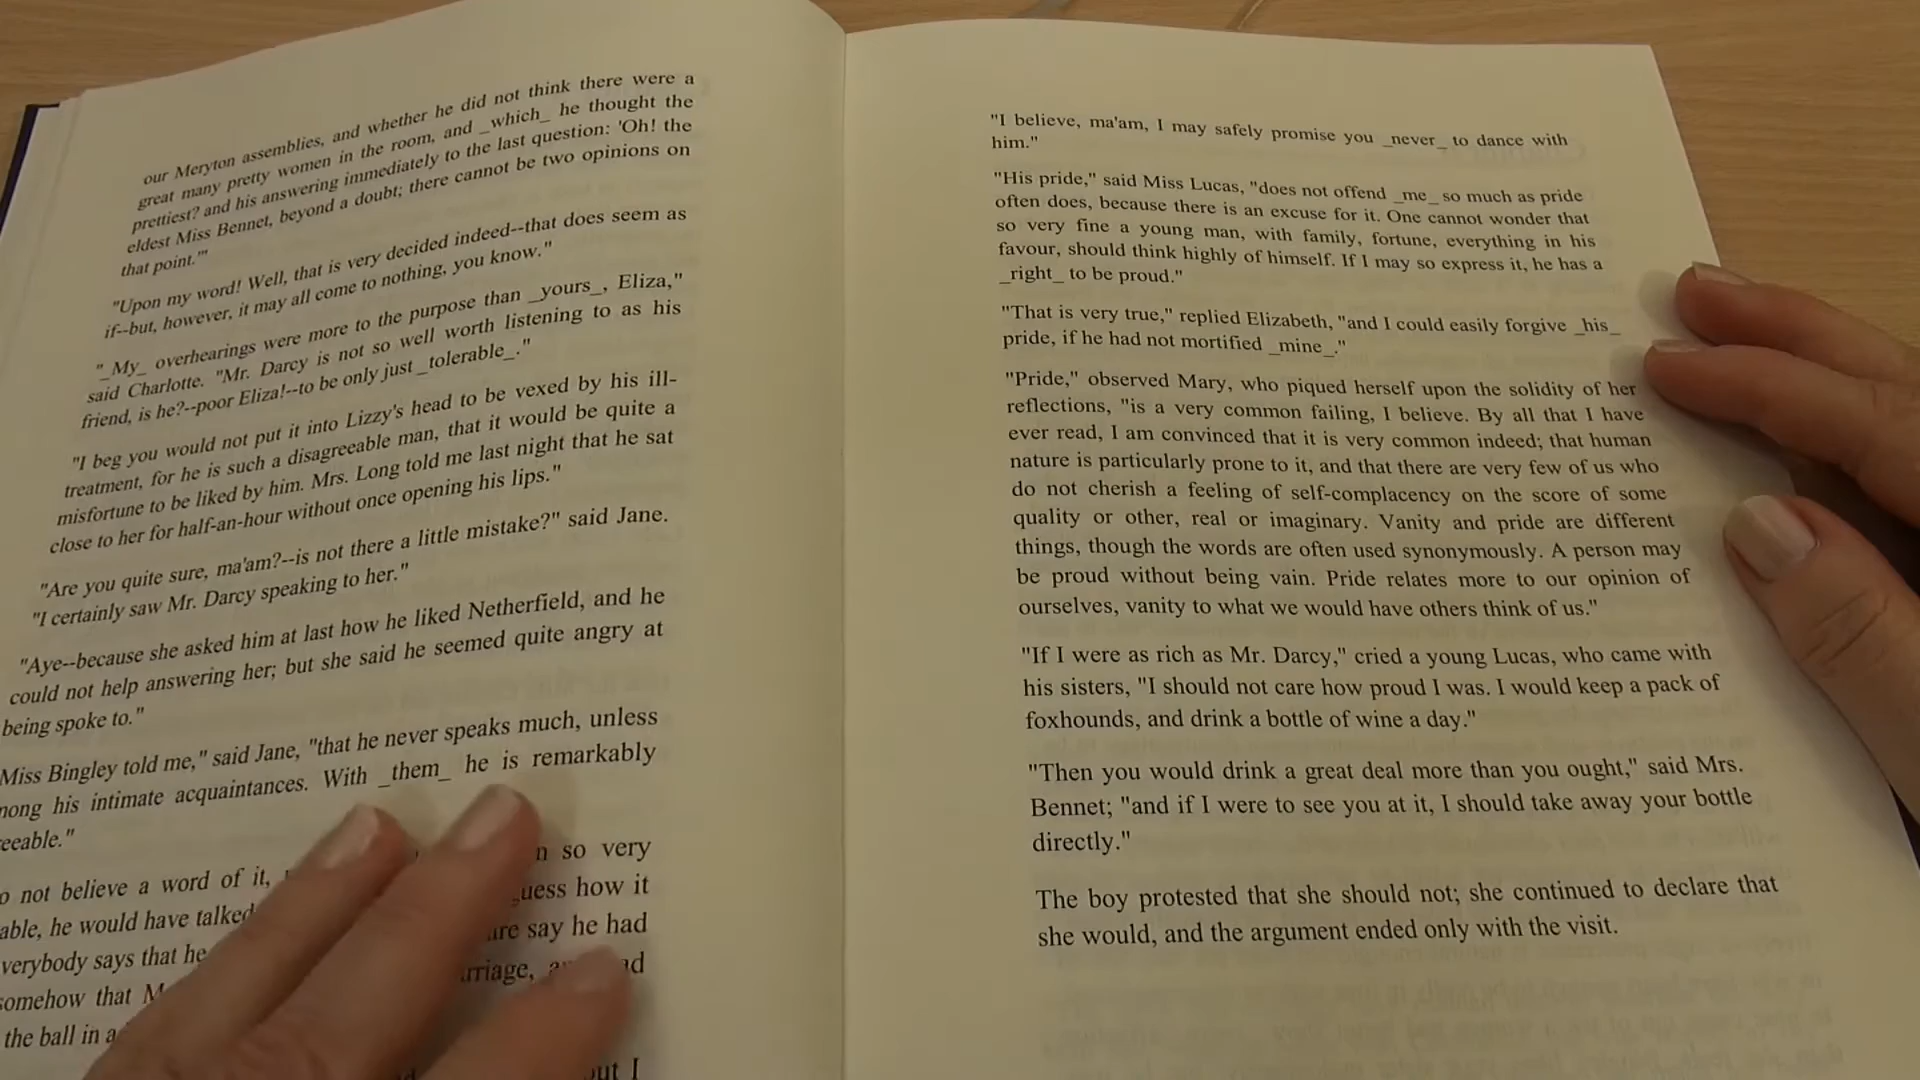 our Meryton assemblies, and whether he did not think there were a
great many pretty women in the room, and _which_ he thought the
prettiest? and his answering immediately to the last question: 'Oh! the
eldest Miss Bennet, beyond a doubt; there cannot be two opinions on
that point.'"
"Upon my word! Well, that is very decided indeed--that does seem as
if--but, however, it may all come to nothing, you know."
"_My_ overhearings were more to the purpose than _yours_, Eliza,"
said Charlotte. "Mr. Darcy is not so well worth listening to as his
friend, is he?--poor Eliza!--to be only just _tolerable_."
"I beg you would not put it into Lizzy's head to be vexed by his ill-
treatment, for he is such a disagreeable man, that it would be quite a
misfortune to be liked by him. Mrs. Long told me last night that he sat
close to her for half-an-hour without once opening his lips."
"Are you quite sure, ma'am?--is not there a little mistake?" said Jane.
"I certainly saw Mr. Darcy speaking to her."
"Aye--because she asked him at last how he liked Netherfield, and he
could not help answering her; but she said he seemed quite angry at
being spoke to."
Miss Bingley told me," said Jane, "that he never speaks much, unless
mong his intimate acquaintances. With _them_ he is remarkably
eeable."
o not believe a word of it, n so very
able, he would have talked uess how it
verybody says that he are say he had
somehow that M rriage, ad
the ball in a
ut I
"I believe, ma'am, I may safely promise you _never_ to dance with
him."
"His pride," said Miss Lucas, "does not offend _me_ so much as pride
often does, because there is an excuse for it. One cannot wonder that
so very fine a young man, with family, fortune, everything in his
favour, should think highly of himself. If I may so express it, he has a
_right_ to be proud."
"That is very true," replied Elizabeth, "and I could easily forgive _his_
pride, if he had not mortified _mine_."
"Pride," observed Mary, who piqued herself upon the solidity of her
reflections, "is a very common failing, I believe. By all that I have
ever read, I am convinced that it is very common indeed; that human
nature is particularly prone to it, and that there are very few of us who
do not cherish a feeling of self-complacency on the score of some
quality or other, real or imaginary. Vanity and pride are different
things, though the words are often used synonymously. A person may
be proud without being vain. Pride relates more to our opinion of
ourselves, vanity to what we would have others think of us."
"If I were as rich as Mr. Darcy," cried a young Lucas, who came with
his sisters, "I should not care how proud I was. I would keep a pack of
foxhounds, and drink a bottle of wine a day."
"Then you would drink a great deal more than you ought," said Mrs.
Bennet; "and if I were to see you at it, I should take away your bottle
directly."
The boy protested that she should not; she continued to declare that
she would, and the argument ended only with the visit.